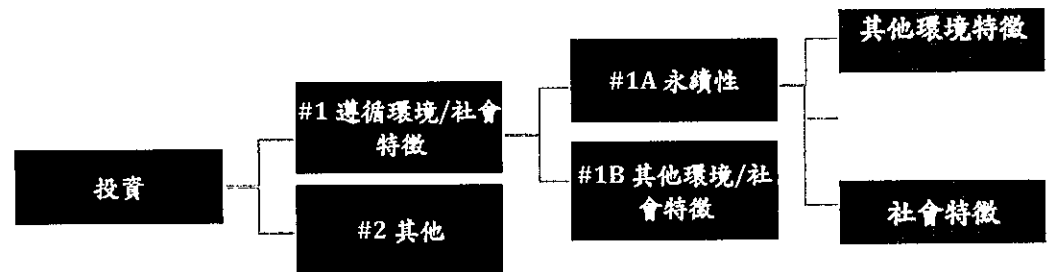 投資
#1 遵循環境/社會
特徵
#2 其他
#1A 永續性
#1B 其他環境/社
會特徵
其他環境特徵
社會特徵